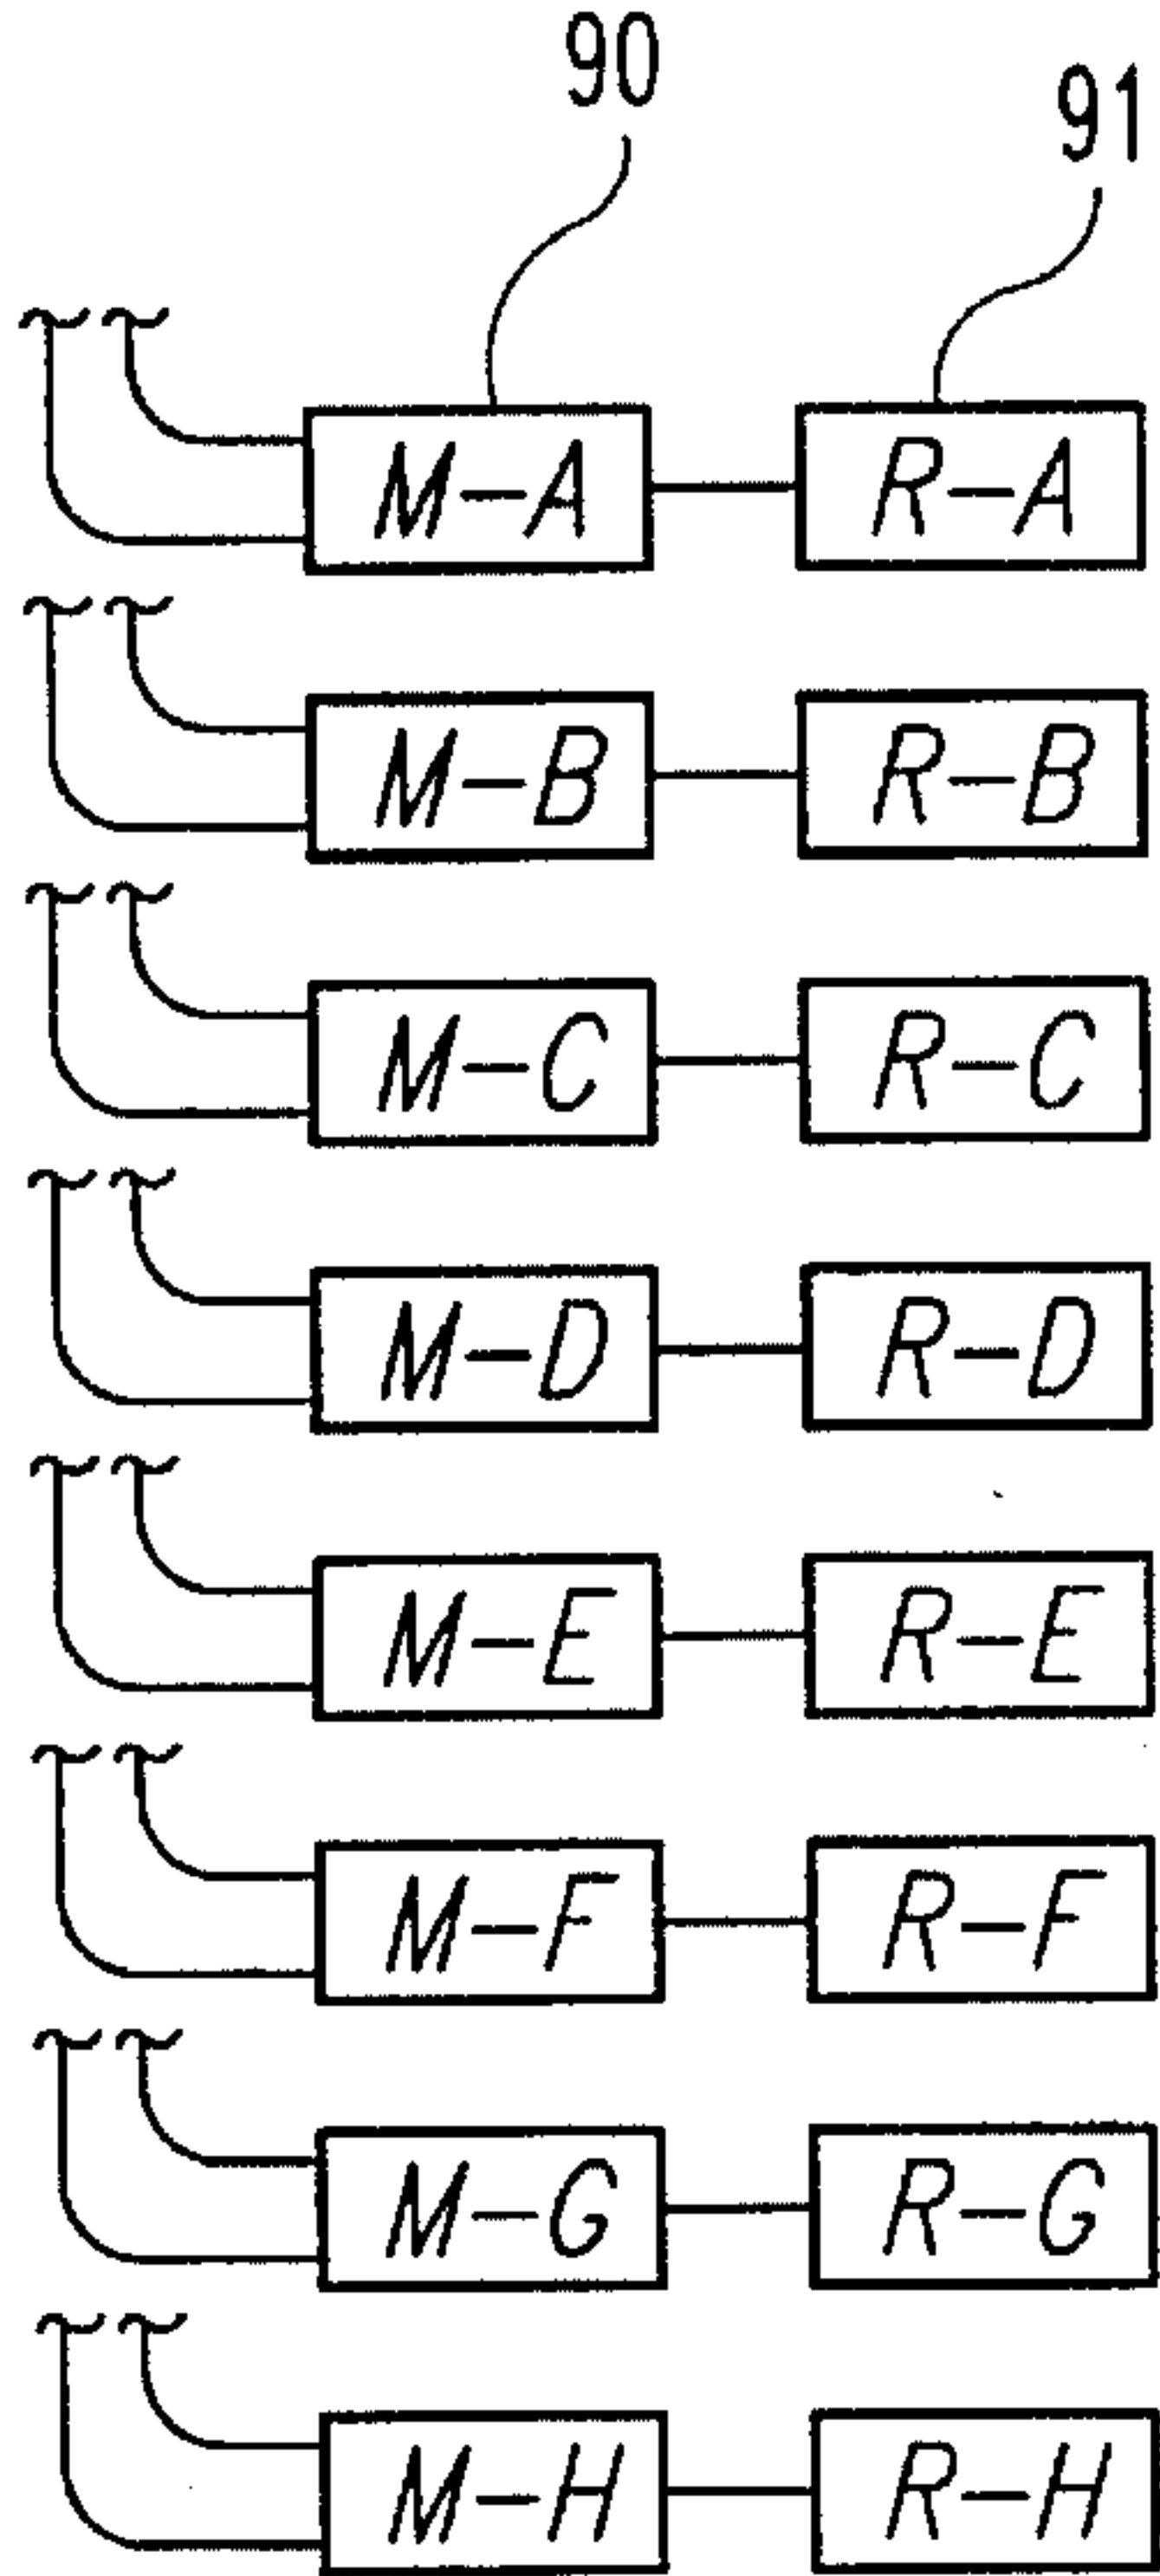 90
91
M-A R-A
M-B R-B
M-C R-C
M-D R-D
M-E R-E
M-F R-F
M-G R-G
M-H R-H